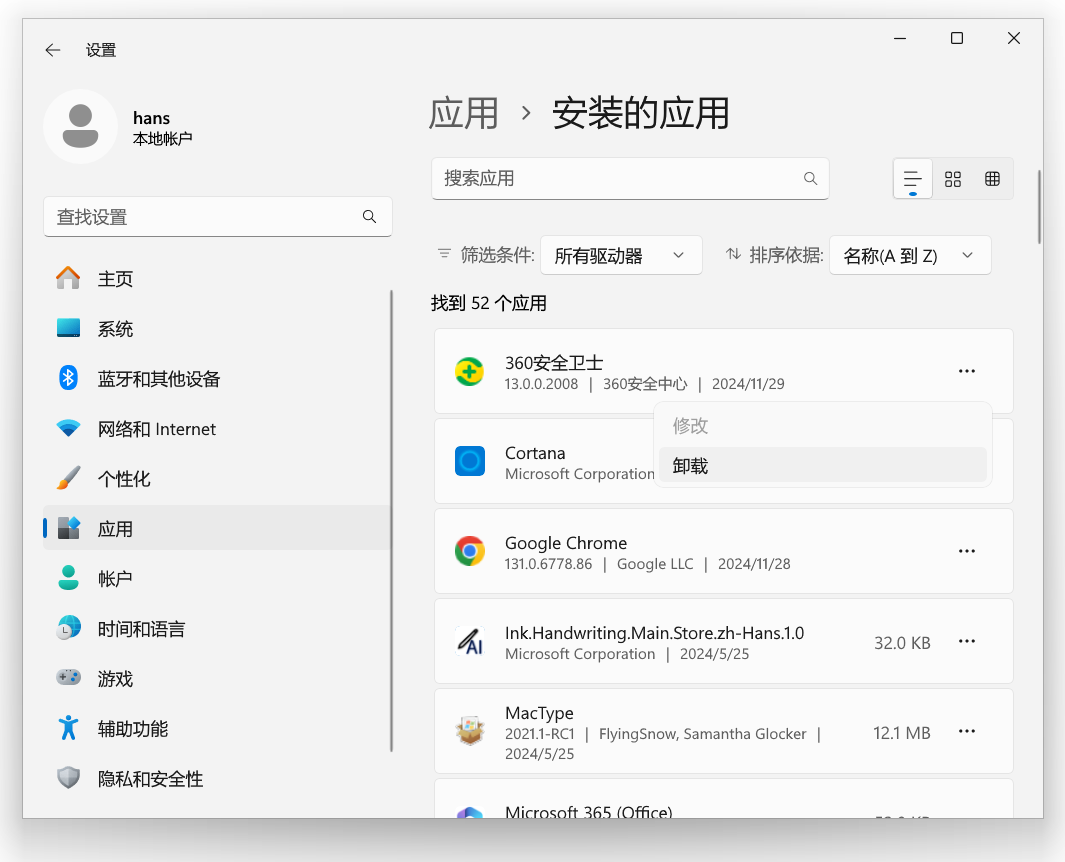 设置
hans
本地帐户
查找设置
主页
系统
蓝牙和其他设备
网络和 Internet
个性化
应用
帐户
时间和语言
游戏
辅助功能
隐私和安全性
应用 › 安装的应用
搜索应用
筛选条件: 所有驱动器 排序依据: 名称(A 到 Z)
找到 52 个应用
360安全卫士
13.0.0.2008 | 360安全中心 | 2024/11/29
修改
卸载
Cortana
Microsoft Corporation
Google Chrome
131.0.6778.86 | Google LLC | 2024/11/28
Ink.Handwriting.Main.Store.zh-Hans.1.0
Microsoft Corporation | 2024/5/25
32.0 KB
MacType
2021.1-RC1 | FlyingSnow, Samantha Glocker |
2024/5/25
12.1 MB
Microsoft 365 (Office)